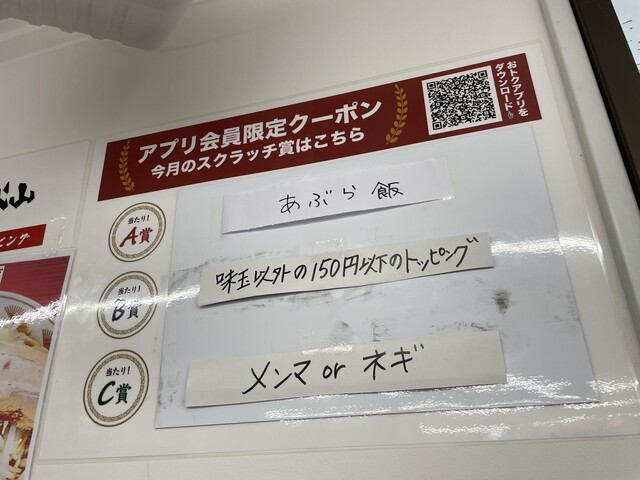 アプリ会員限定クーポン
今月のスクラッチ賞はこちら
おトクアプリを
ダウンロード
当たり!
A賞
あぶら飯
当たり!
B賞
味玉以外の150円以下のトッピング
当たり!
C賞
メンマ or ネギ
山
ピング